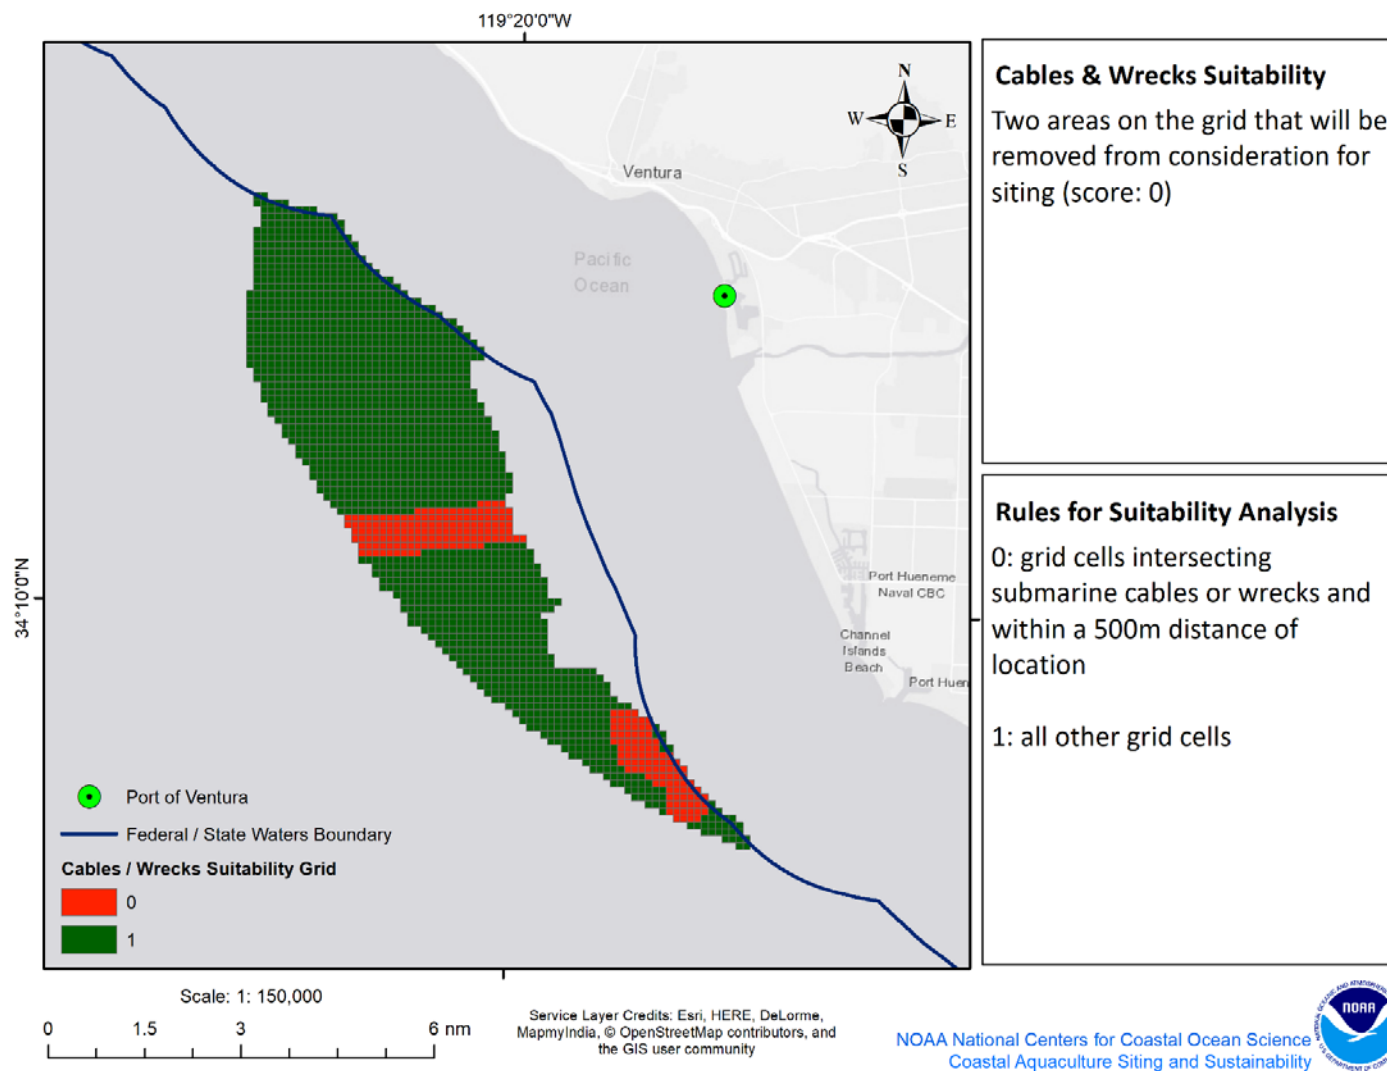 119°20'0"W
N
W
E
S
Ventura
Pacific
Ocean
34°10'0"N
Port Hueneme
Naval CBC
Channel
Islands
Beach
Port Huen
Port of Ventura
Federal / State Waters Boundary
Cables / Wrecks Suitability Grid
0
1
Scale: 1: 150,000
0 1.5 3 6 nm
Service Layer Credits: Esri, HERE, DeLorme,
MapmyIndia, © OpenStreetMap contributors, and
the GIS user community
Cables & Wrecks Suitability
Two areas on the grid that will be
removed from consideration for
siting (score: 0)
Rules for Suitability Analysis
0: grid cells intersecting
submarine cables or wrecks and
within a 500m distance of
location
1: all other grid cells
NOAA National Centers for Coastal Ocean Science
Coastal Aquaculture Siting and Sustainability
NOAA